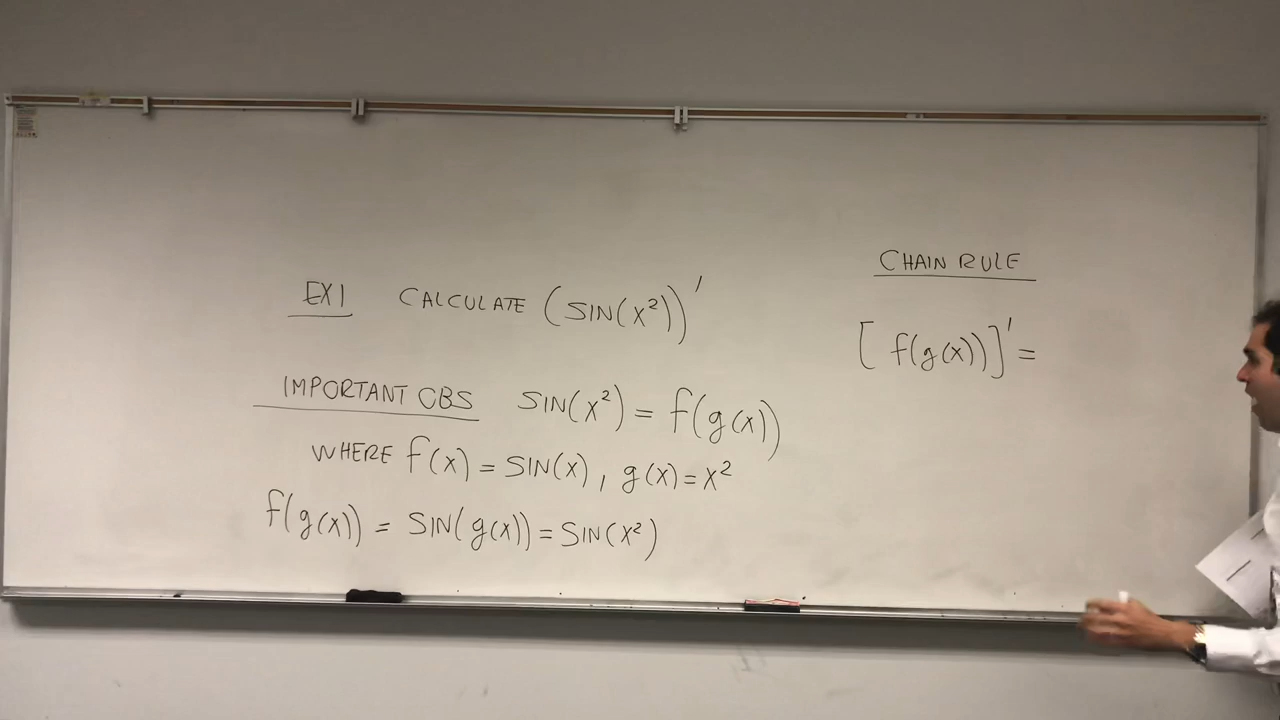 EX1 CALCULATE (SIN(X²))'
IMPORTANT OBS SIN(X²) = f(g(x))
WHERE f(x) = SIN(X), g(x) = X²
f(g(x)) = SIN(g(x)) = SIN(X²)
CHAIN RULE
[f(g(x))]' =